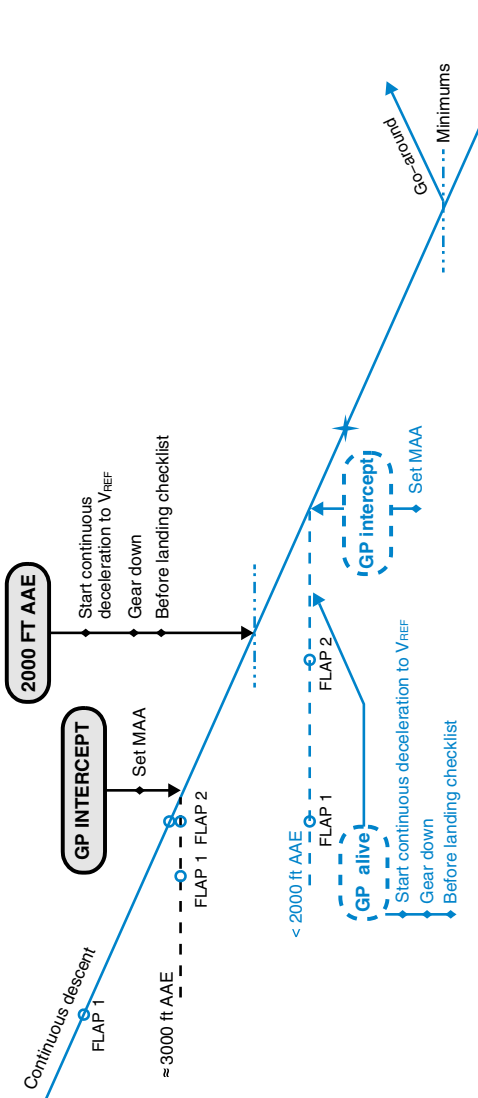 Continuous descent
FLAP 1
≈ 3000 ft AAE
GP INTERCEPT
Set MAA
FLAP 1 FLAP 2
2000 FT AAE
Start continuous
deceleration to VREF
Gear down
Before landing checklist
< 2000 ft AAE
FLAP 1
FLAP 2
GP alive
Start continuous deceleration to VREF
Gear down
Before landing checklist
GP intercept
Set MAA
Go–around
Minimums